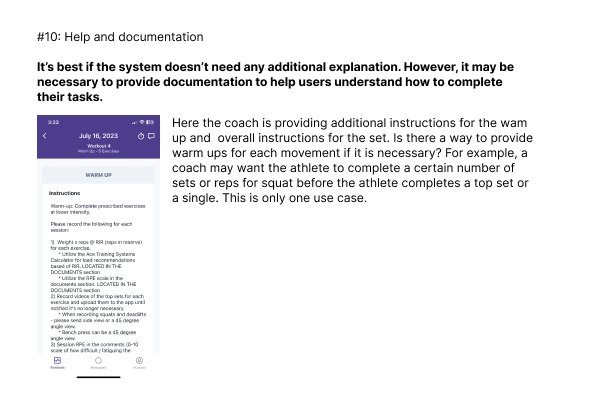 #10: Help and documentation
It's best if the system doesn't need any additional explanation. However, it may be
necessary to provide documentation to help users understand how to complete
their tasks.
Here the coach is providing additional instructions for the wam
up and  overall instructions for the set. Is there a way to provide
warm ups for each movement if it is necessary? For example, a
coach may want the athlete to complete a certain number of
sets or reps for squat before the athlete completes a top set or
a single. This is only one use case.
3:33
July 16, 2023
Workout 4
Warm Up - 5 Exercises
WARM UP
Instructions
Warm-up: Complete prescribed exercises
at lower intensity.
Please record the following for each
session:
1) Weight x reps @ RIR (reps in reserve)
for each exercise.
* Utilize the Ace Training Systems
Calculator for load recommendations
based of RIR. LOCATED IN THE
DOCUMENTS section
* Utilize the RPE scale in the
documents section. LOCATED IN THE
DOCUMENTS section
2) Record videos of the top sets for each
exercise and upload them to the app until
notified it's no longer necessary.
* When recording squats and deadlifts
- please send side view or a 45 degree
angle view.
* Bench press can be a 45 degree
angle view.
3) Session RPE in the comments (0-10
scale of how difficult / fatiguing the
Workouts
Messages
Account